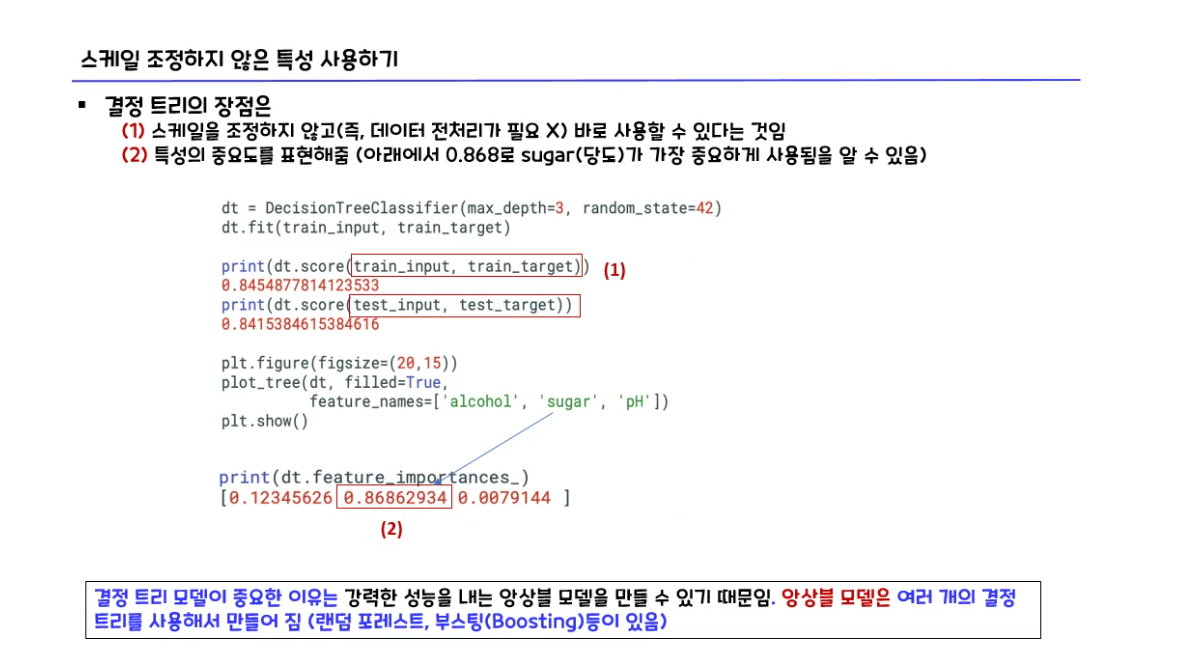 스케일 조정하지 않은 특성 사용하기
▪ 결정 트리의 장점은
(1) 스케일을 조정하지 않고(즉, 데이터 전처리가 필요 X) 바로 사용할 수 있다는 것임
(2) 특성의 중요도를 표현해줌 (아래에서 0.868로 sugar(당도)가 가장 중요하게 사용됨을 알 수 있음)
dt = DecisionTreeClassifier(max_depth=3, random_state=42)
dt.fit(train_input, train_target)
print(dt.score(train_input, train_target)) (1)
0.8454877814123533
print(dt.score(test_input, test_target))
0.8415384615384616
plt.figure(figsize=(20,15))
plot_tree(dt, filled=True,
feature_names=['alcohol', 'sugar', 'pH'])
plt.show()
print(dt.feature_importances_)
[0.12345626 0.86862934 0.0079144 ]
(2)
결정 트리 모델이 중요한 이유는 강력한 성능을 내는 앙상블 모델을 만들 수 있기 때문임. 앙상블 모델은 여러 개의 결정
트리를 사용해서 만들어 짐 (랜덤 포레스트, 부스팅(Boosting)등이 있음)